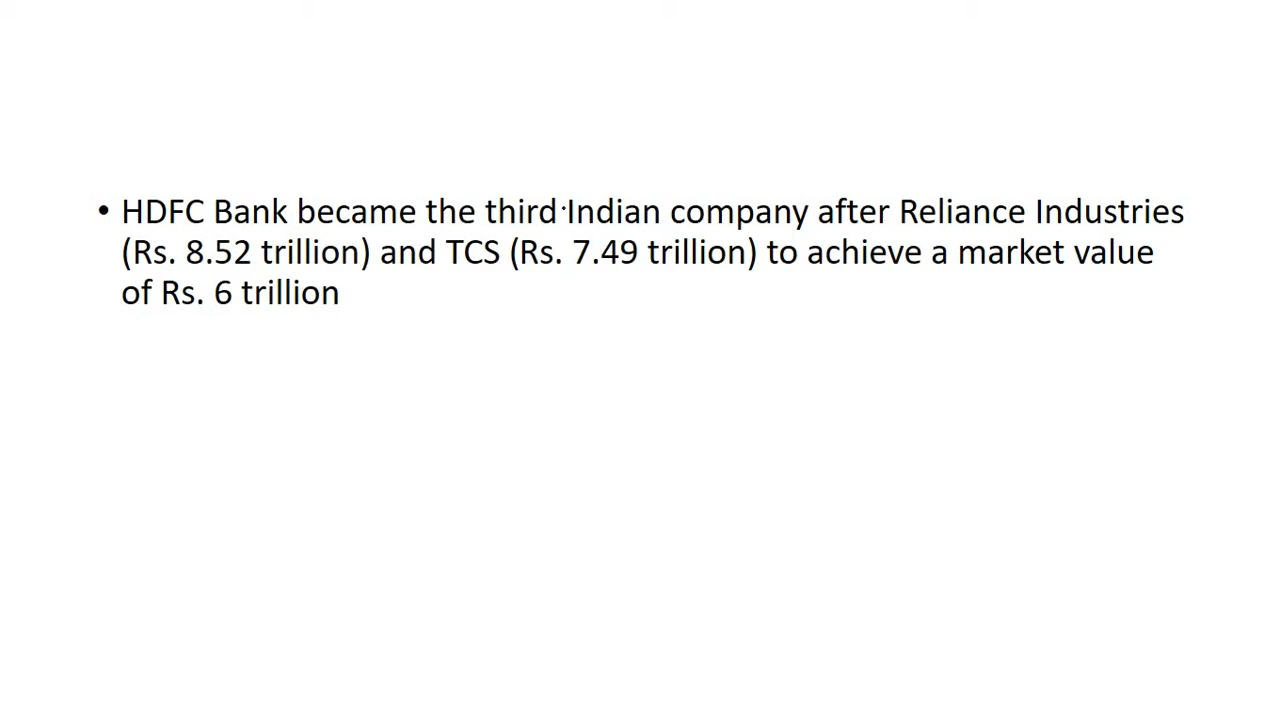 • HDFC Bank became the third Indian company after Reliance Industries
(Rs. 8.52 trillion) and TCS (Rs. 7.49 trillion) to achieve a market value
of Rs. 6 trillion